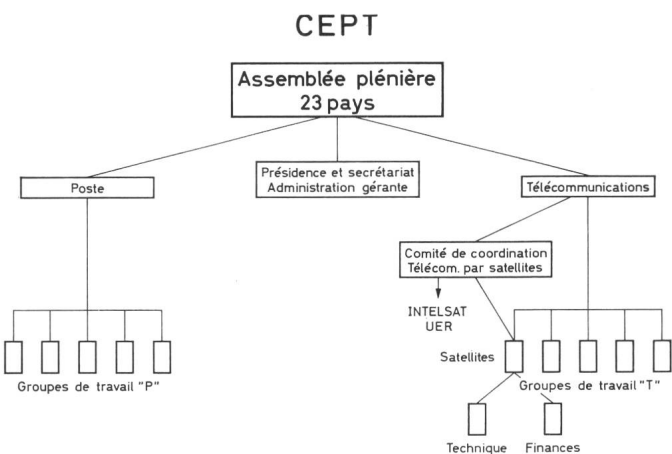 CEPT
Assemblée plénière
23 pays
Poste
Présidence et secrétariat
Administration gérante
Télécommunications
Comité de coordination
Télécom. par satellites
INTELSAT
UER
Satellites
Groupes de travail "P"
Groupes de travail "T"
Technique
Finances